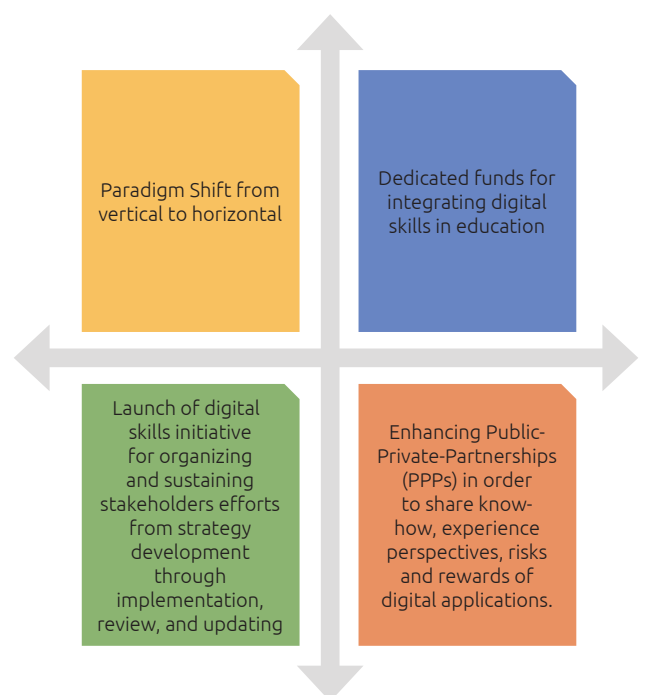 Paradigm Shift from
vertical to horizontal
Dedicated funds for
integrating digital
skills in education
Launch of digital
skills initiative
for organizing
and sustaining
stakeholders efforts
from strategy
development
through
implementation,
review, and updating
Enhancing Public-
Private-Partnerships
(PPPs) in order
to share know-
how, experience
perspectives, risks
and rewards of
digital applications.